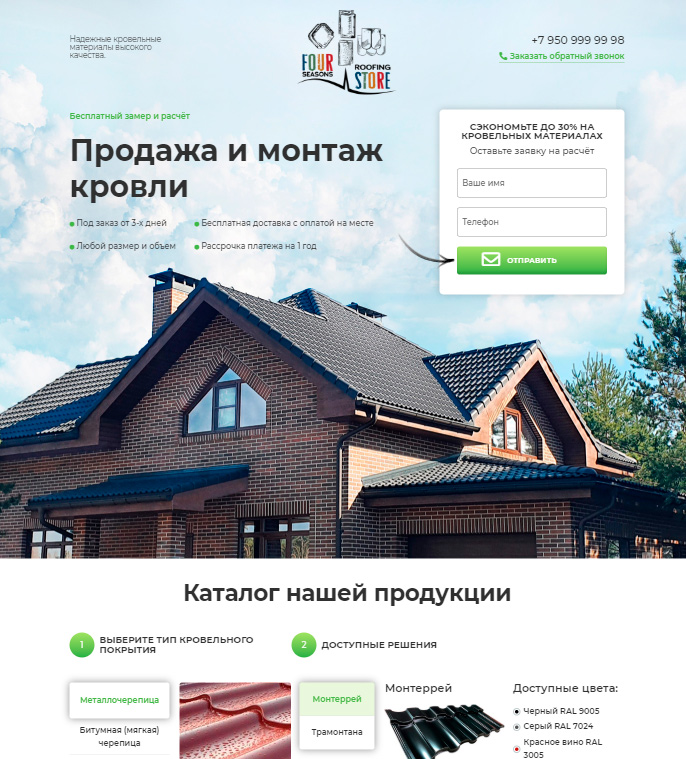 Надежные кровельные
материалы высокого
качества.
FOUR
SEASONS
ROOFING
STORE
+7 950 999 99 98
Заказать обратный звонок
Бесплатный замер и расчёт
Продажа и монтаж
кровли
Под заказ от 3-х дней
Бесплатная доставка с оплатой на месте
Любой размер и объем
Рассрочка платежа на 1 год
СЭКОНОМЬТЕ ДО 30% НА
КРОВЕЛЬНЫХ МАТЕРИАЛАХ
Оставьте заявку на расчёт
Ваше имя
Телефон
ОТПРАВИТЬ
Каталог нашей продукции
1 ВЫБЕРИТЕ ТИП КРОВЕЛЬНОГО
ПОКРЫТИЯ
2 ДОСТУПНЫЕ РЕШЕНИЯ
Металлочерепица
Битумная (мягкая)
черепица
Монтеррей
Трамонтана
Монтеррей
Доступные цвета:
Черный RAL 9005
Серый RAL 7024
Красное вино RAL
3005